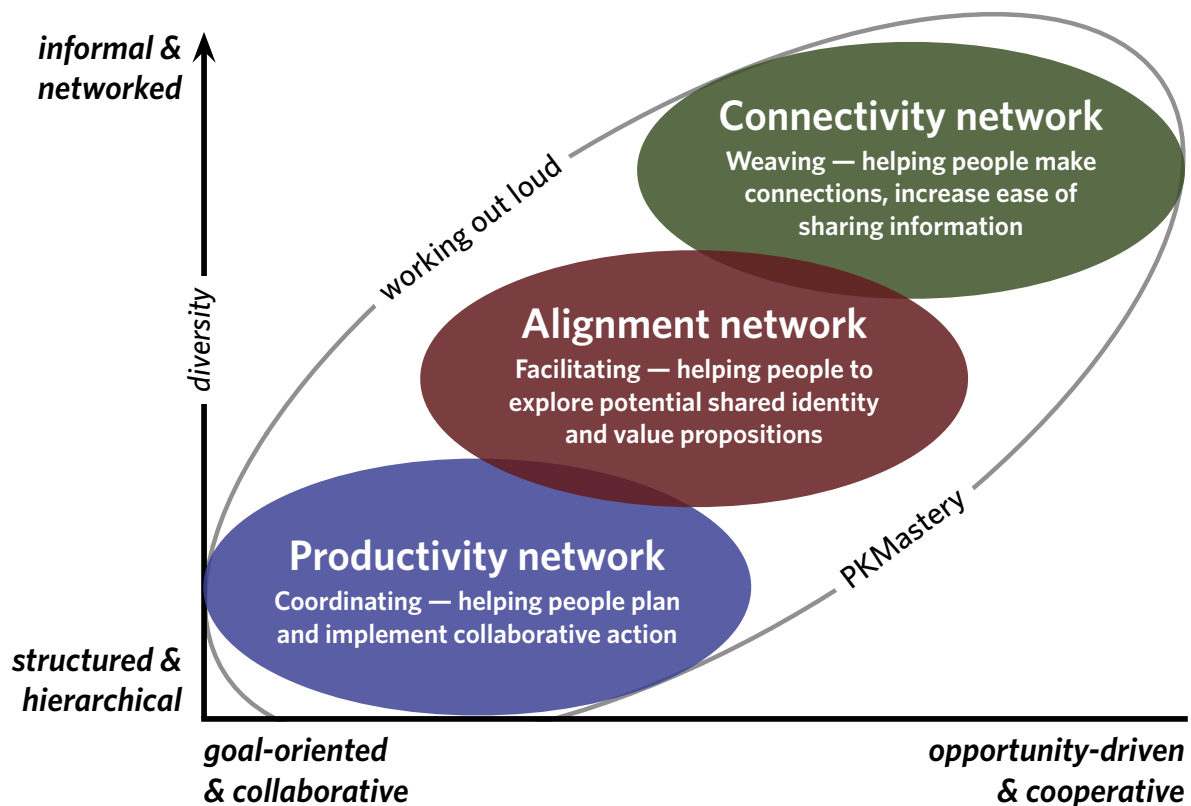 informal &
networked
Connectivity network
Weaving — helping people make
connections, increase ease of
sharing information
working out loud
diversity
Alignment network
Facilitating — helping people to
explore potential shared identity
and value propositions
PKMastery
Productivity network
Coordinating — helping people plan
and implement collaborative action
structured &
hierarchical
goal-oriented
& collaborative
opportunity-driven
& cooperative